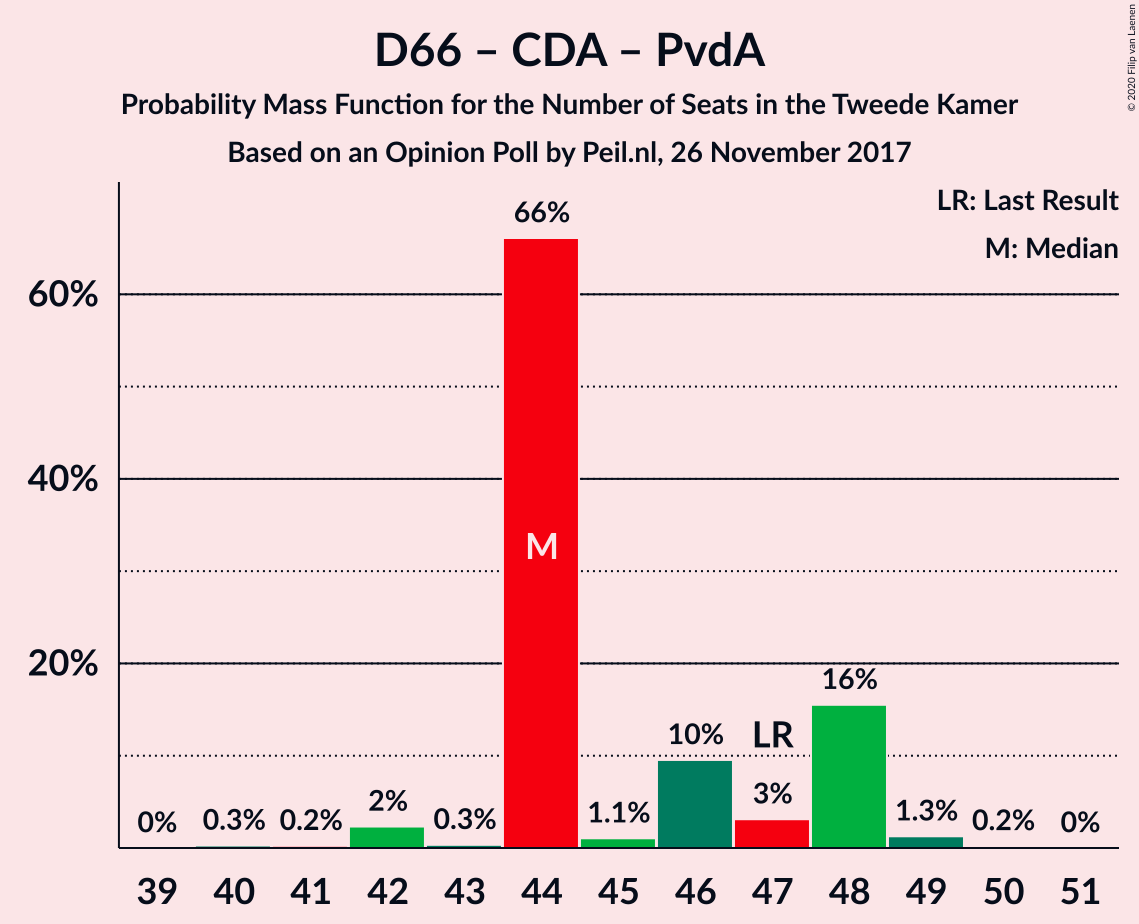 D66 – CDA – PvdA
Probability Mass Function for the Number of Seats in the Tweede Kamer
Based on an Opinion Poll by Peil.nl, 26 November 2017
© 2020 Filip van Laenen
LR: Last Result
M: Median
60%
40%
20%
0%
0.3%
0.2%
2%
0.3%
66%
M
1.1%
10%
LR
3%
16%
1.3%
0.2%
0%
39 40 41 42 43 44 45 46 47 48 49 50 51